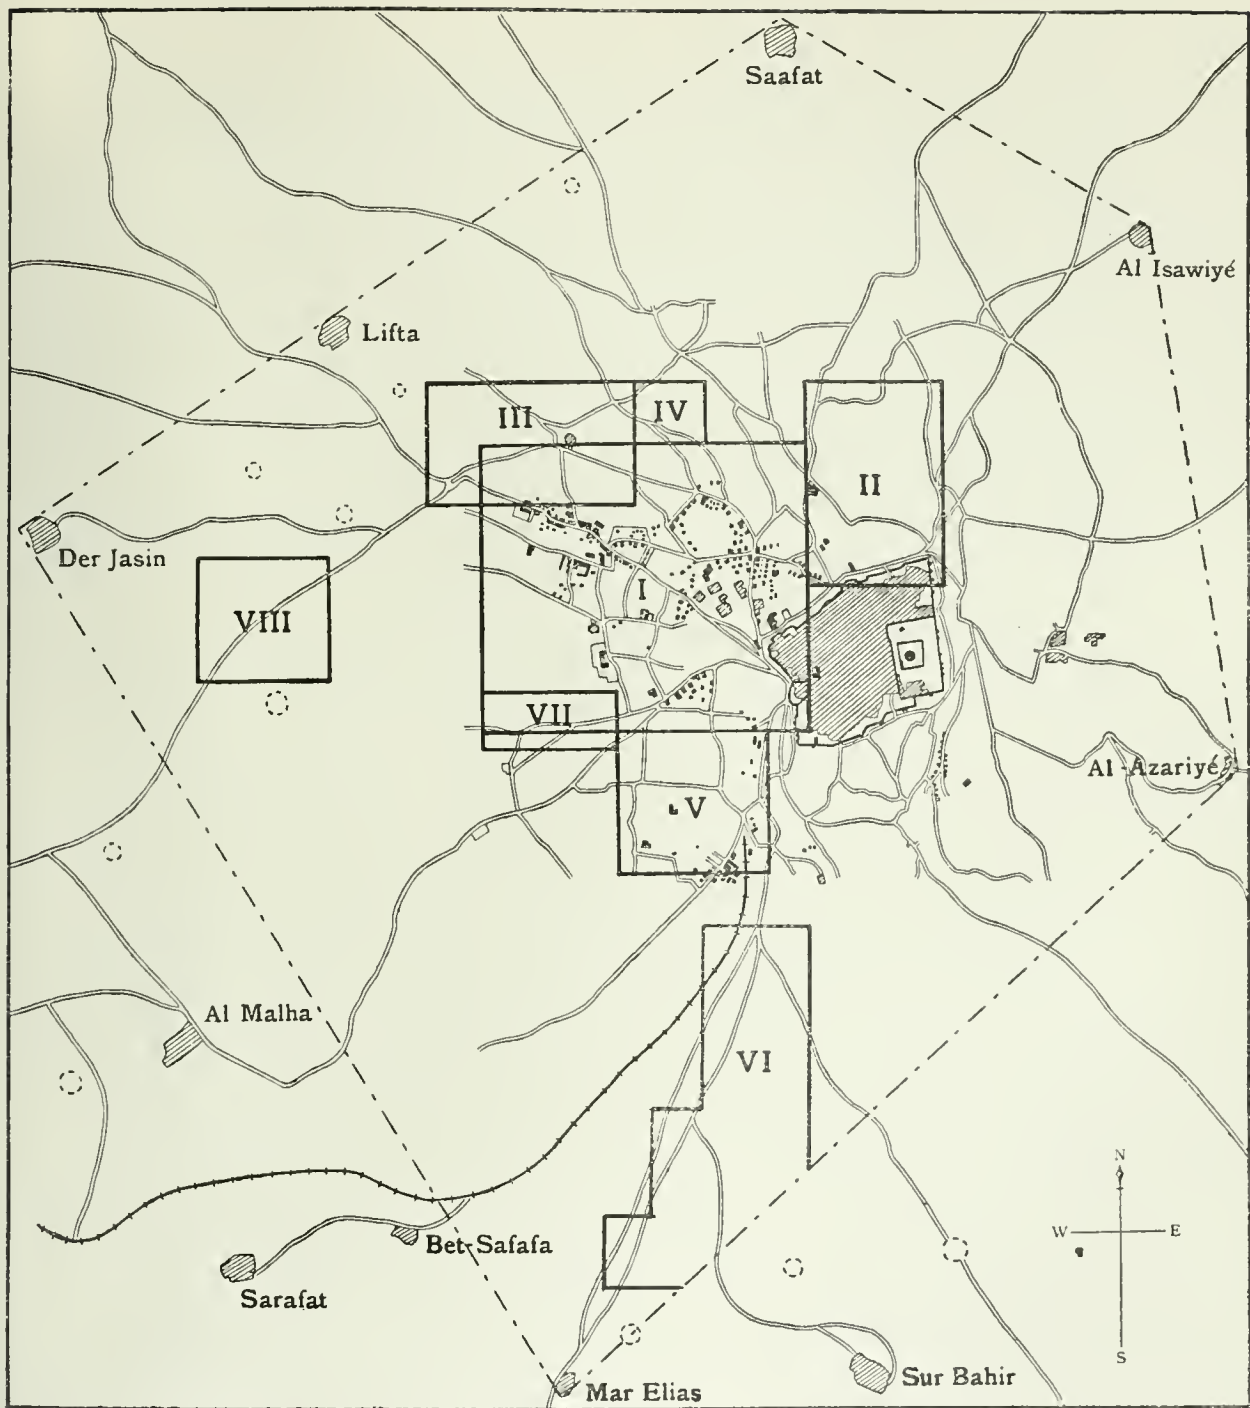 Saafat
Al Isawiyé
Lifta
III
IV
II
Der Jasin
I
VIII
VII
Al-Azariyé
V
Al Malha
VI
N
W E
S
Bet-Safafa
Sarafat
Sur Bahir
Mar Elias